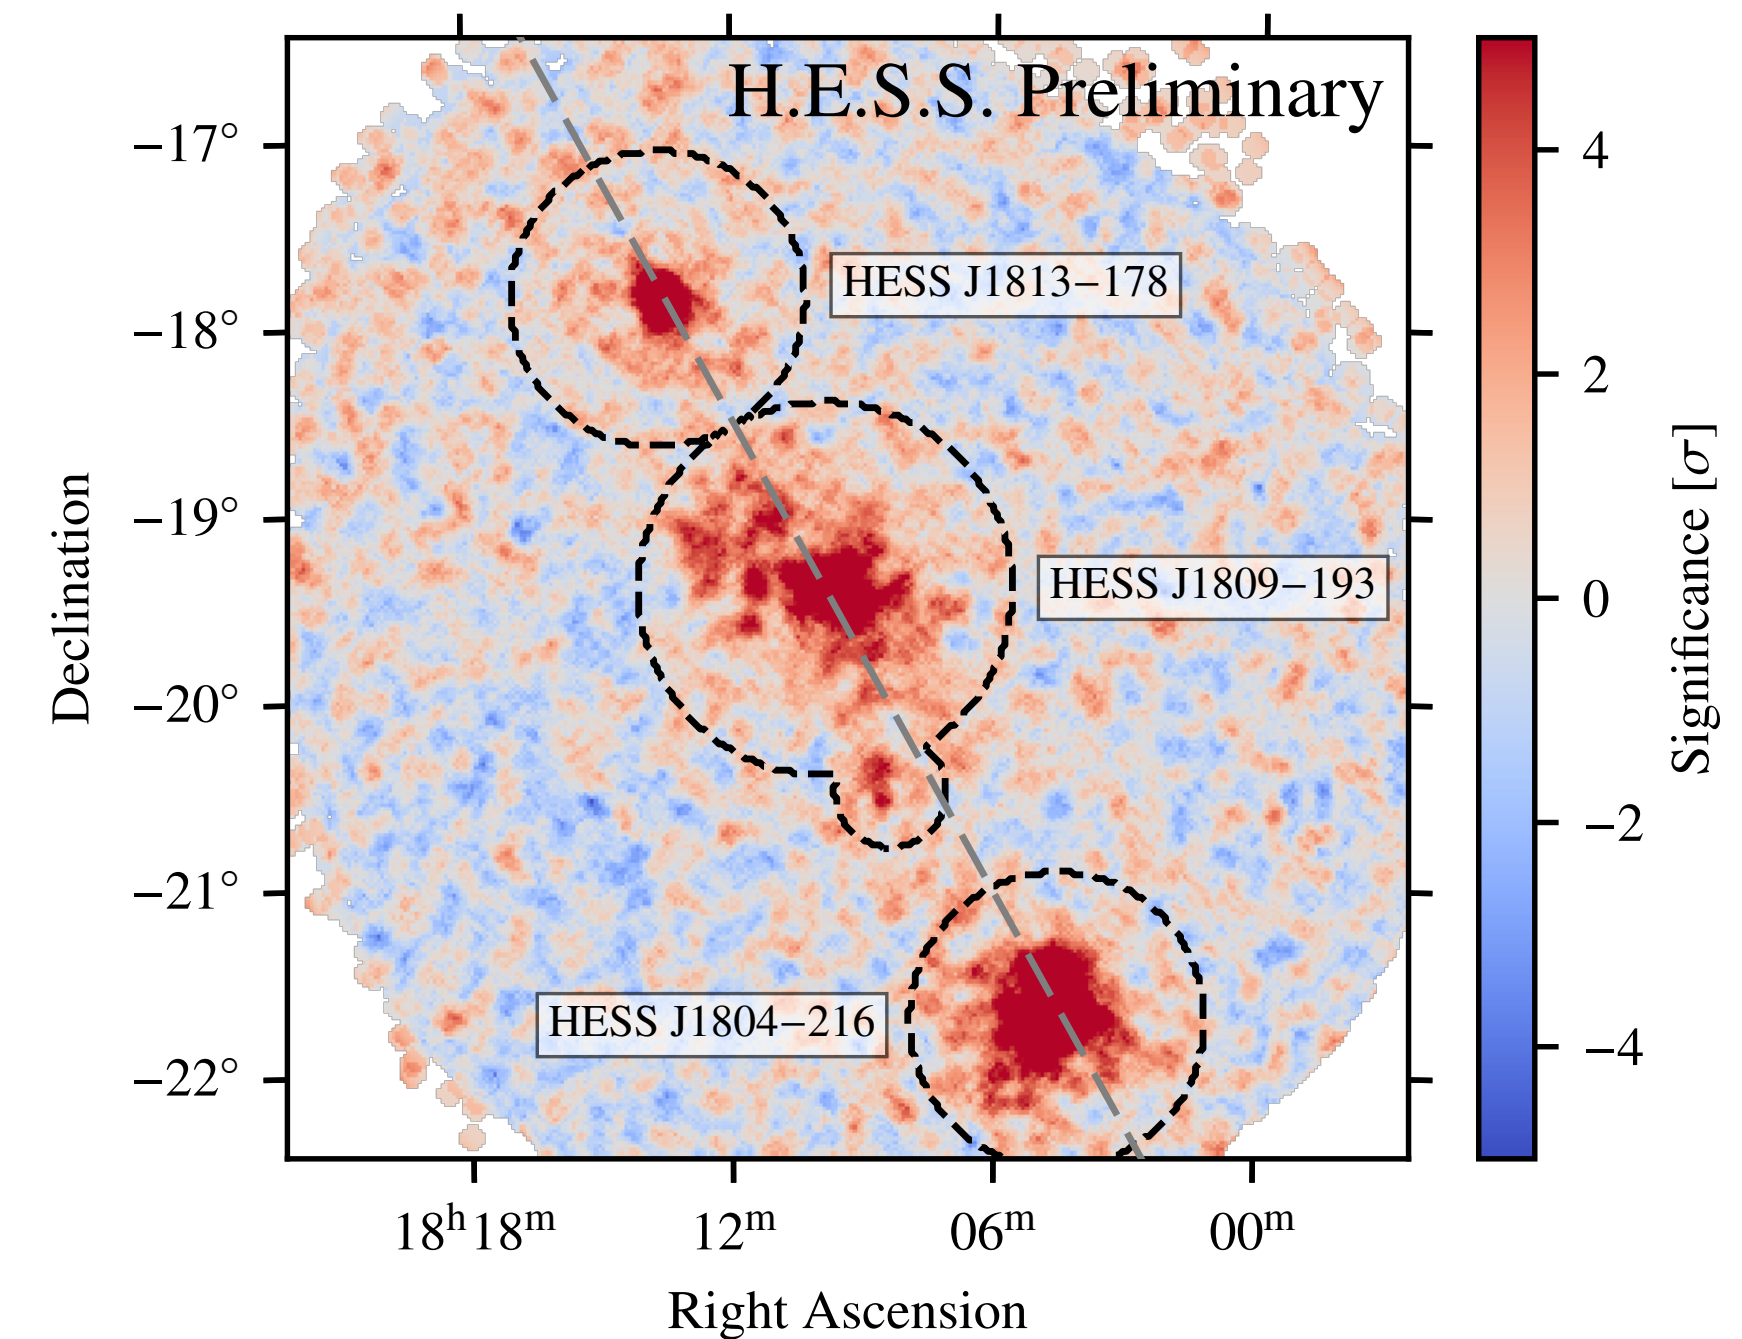 H.E.S.S. Preliminary
−17°
−18°
−19°
−20°
−21°
−22°
Declination
HESS J1813−178
HESS J1809−193
HESS J1804−216
18ʰ18ᵐ
12ᵐ
06ᵐ
00ᵐ
Right Ascension
4
2
0
−2
−4
Significance [σ]